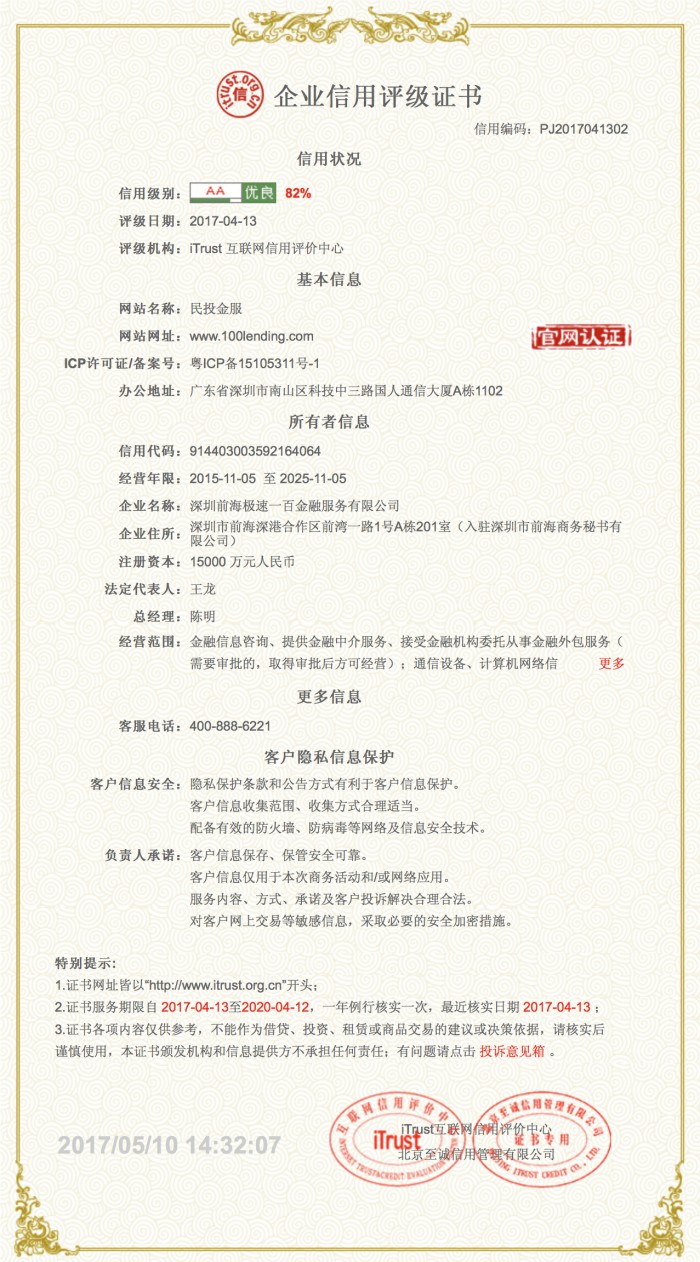 itrust.org.cn
信
企业信用评级证书
信用编码：PJ2017041302
信用状况
信用级别： AA 优良 82%
评级日期：2017-04-13
评级机构：iTrust 互联网信用评价中心
基本信息
网站名称：民投金服
网站网址：www.100lending.com
官网认证
ICP许可证/备案号：粤ICP备15105311号-1
办公地址：广东省深圳市南山区科技中三路国人通信大厦A栋1102
所有者信息
信用代码：914403003592164064
经营年限：2015-11-05 至 2025-11-05
企业名称：深圳前海极速一百金融服务有限公司
企业住所：深圳市前海深港合作区前湾一路1号A栋201室（入驻深圳市前海商务秘书有
限公司）
注册资本：15000 万元人民币
法定代表人：王龙
总经理：陈明
经营范围：金融信息咨询、提供金融中介服务、接受金融机构委托从事金融外包服务（
需要审批的，取得审批后方可经营）；通信设备、计算机网络信 更多
更多信息
客服电话：400-888-6221
客户隐私信息保护
客户信息安全：隐私保护条款和公告方式有利于客户信息保护。
客户信息收集范围、收集方式合理适当。
配备有效的防火墙、防病毒等网络及信息安全技术。
负责人承诺：客户信息保存、保管安全可靠。
客户信息仅用于本次商务活动和/或网络应用。
服务内容、方式、承诺及客户投诉解决合理合法。
对客户网上交易等敏感信息，采取必要的安全加密措施。
特别提示:
1.证书网址皆以“http://www.itrust.org.cn”开头；
2.证书服务期限自 2017-04-13至2020-04-12，一年例行核实一次，最近核实日期 2017-04-13；
3.证书各项内容仅供参考，不能作为借贷、投资、租赁或商品交易的建议或决策依据，请核实后
谨慎使用，本证书颁发机构和信息提供方不承担任何责任；有问题请点击 投诉意见箱 。
互联网信用评价中心
iTrust
INTERNET TRUST&CREDIT EVALUATION CENTER
北京至诚信用管理有限公司
证书专用
BEIJING ITRUST CREDIT CO., LTD.
iTrust互联网信用评价中心
北京至诚信用管理有限公司
2017/05/10 14:32:07